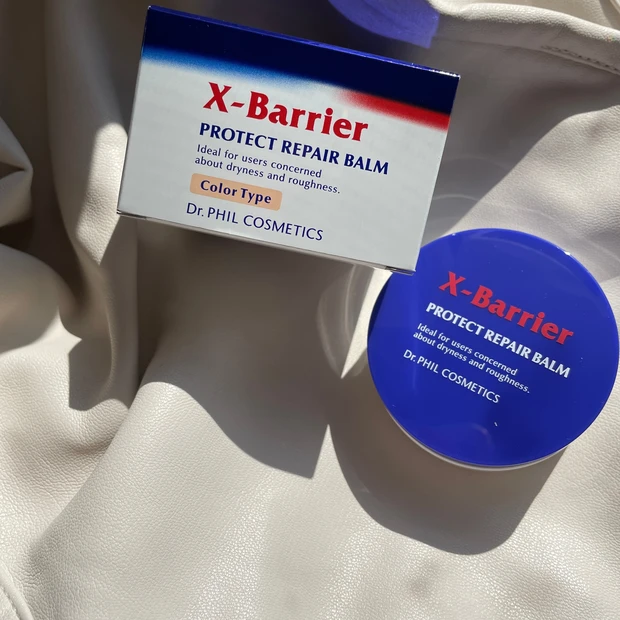 X-Barrier
PROTECT REPAIR BALM
Ideal for users concerned
about dryness and roughness.
Color Type
Dr. PHIL COSMETICS
X-Barrier
PROTECT REPAIR BALM
Ideal for users concerned
about dryness and roughness.
Dr. PHIL COSMETICS